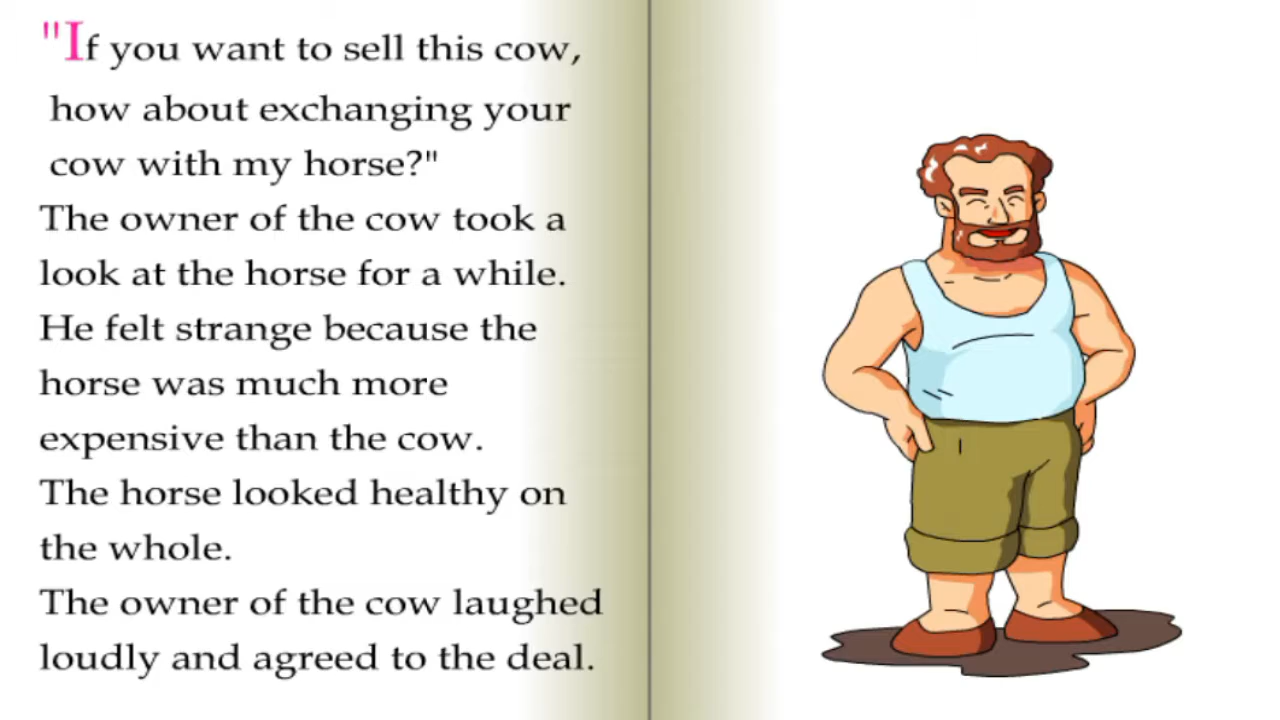 "If you want to sell this cow,
how about exchanging your
cow with my horse?"
The owner of the cow took a
look at the horse for a while.
He felt strange because the
horse was much more
expensive than the cow.
The horse looked healthy on
the whole.
The owner of the cow laughed
loudly and agreed to the deal.